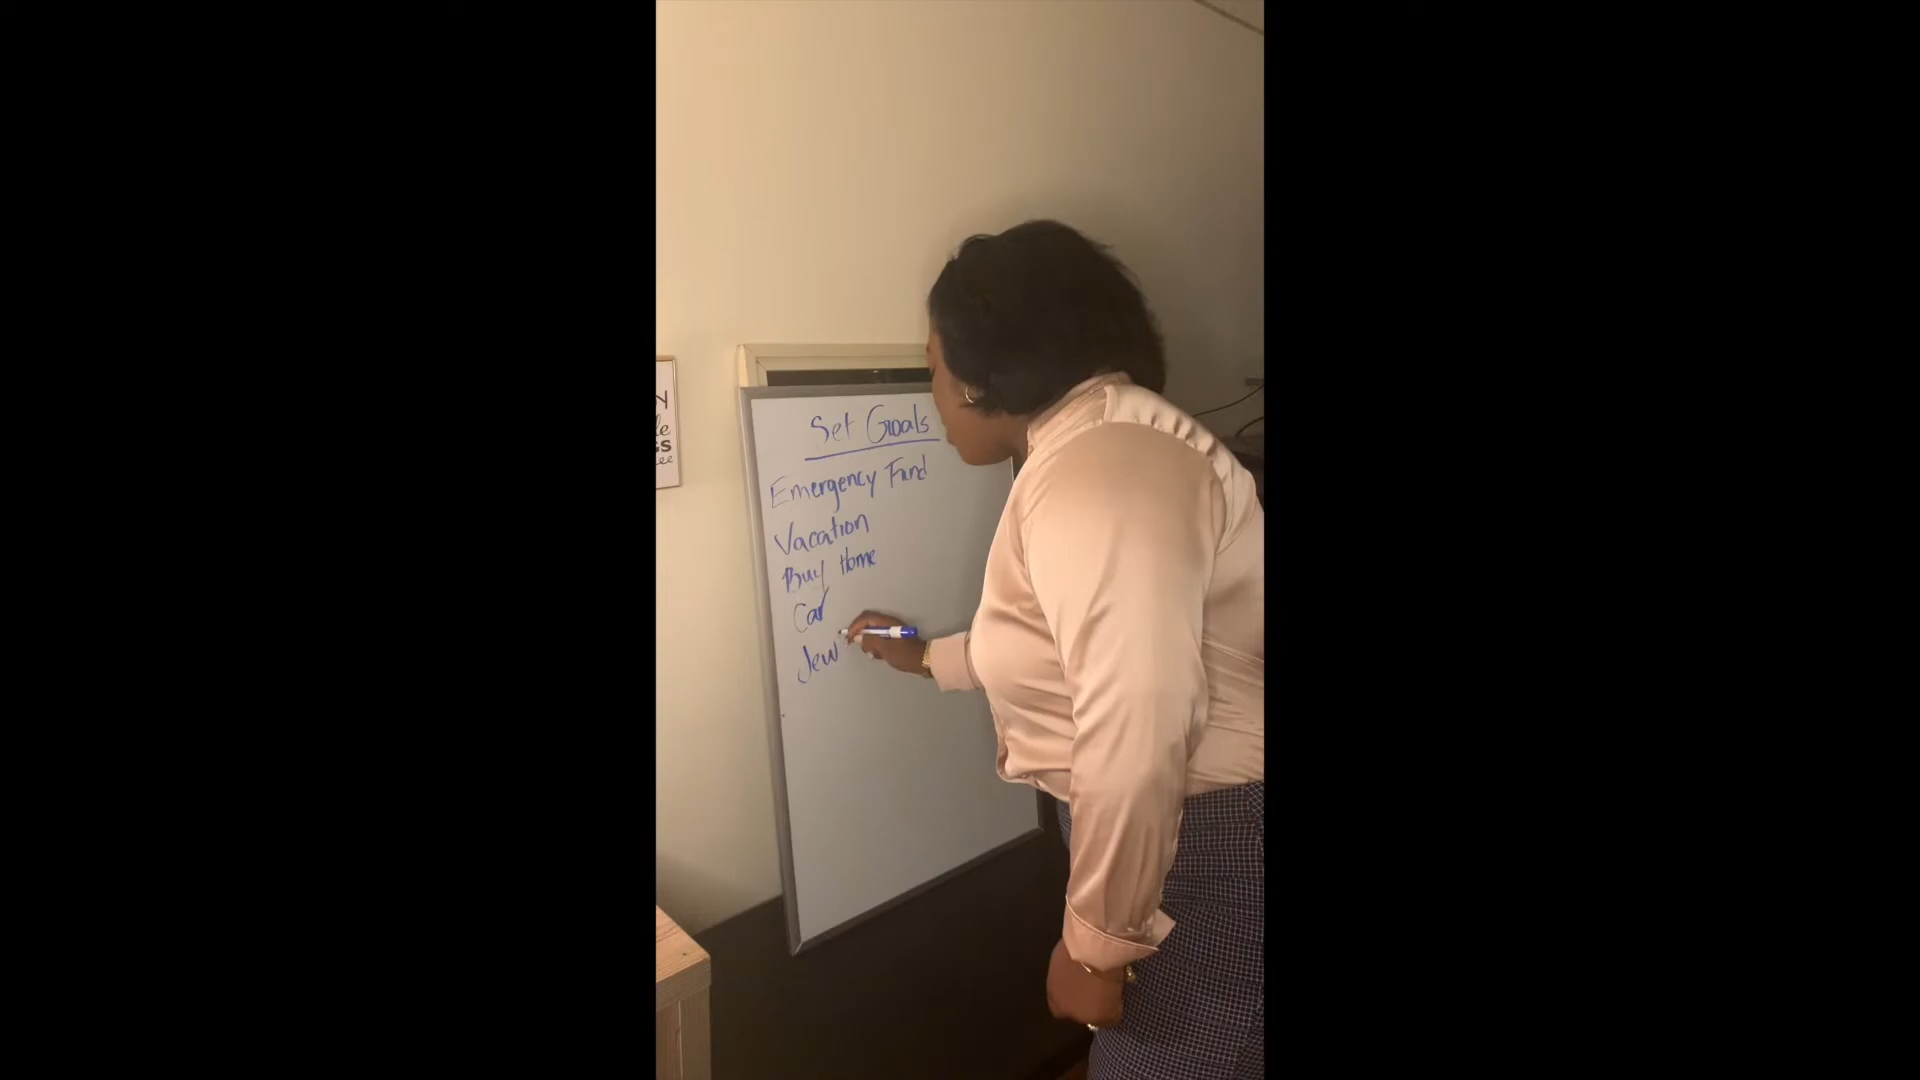 Set Goals
Emergency Fund
Vacation
Buy Home
Car
Jew